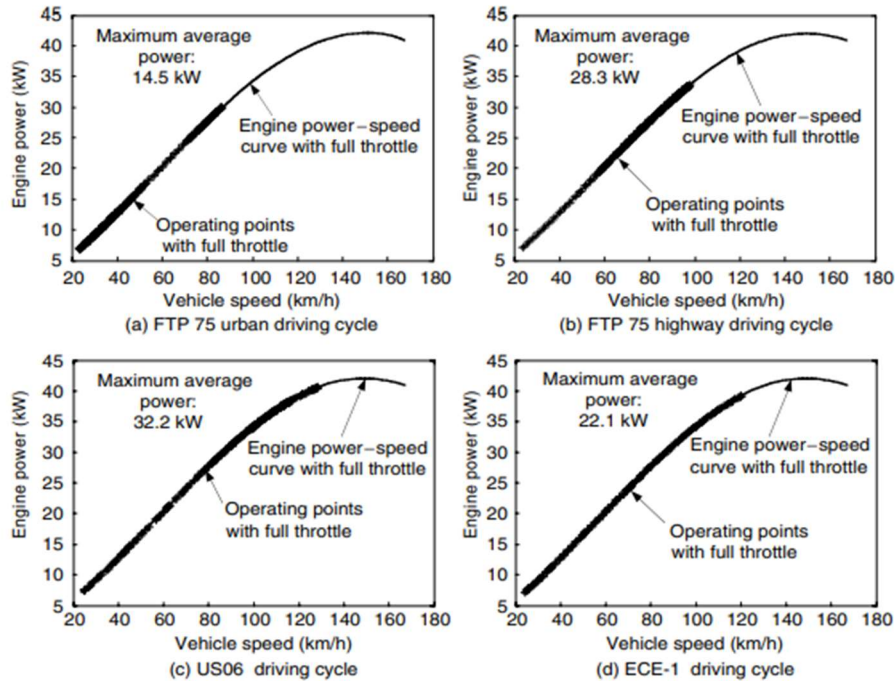 45
40
35
30
25
20
15
10
5
Engine power (kW)
Maximum average
power:
14.5 kW
Engine power–speed
curve with full throttle
Operating points
with full throttle
20 40 60 80 100 120 140 160 180
Vehicle speed (km/h)
(a) FTP 75 urban driving cycle
45
40
35
30
25
20
15
10
5
Engine power (kW)
Maximum average
power:
28.3 kW
Engine power–speed
curve with full throttle
Operating points
with full throttle
20 40 60 80 100 120 140 160 180
Vehicle speed (km/h)
(b) FTP 75 highway driving cycle
45
40
35
30
25
20
15
10
5
Engine power (kW)
Maximum average
power:
32.2 kW
Engine power–speed
curve with full throttle
Operating points
with full throttle
20 40 60 80 100 120 140 160 180
Vehicle speed (km/h)
(c) US06 driving cycle
45
40
35
30
25
20
15
10
5
Engine power (kW)
Maximum average
power:
22.1 kW
Engine power–speed
curve with full throttle
Operating points
with full throttle
20 40 60 80 100 120 140 160 180
Vehicle speed (km/h)
(d) ECE-1 driving cycle